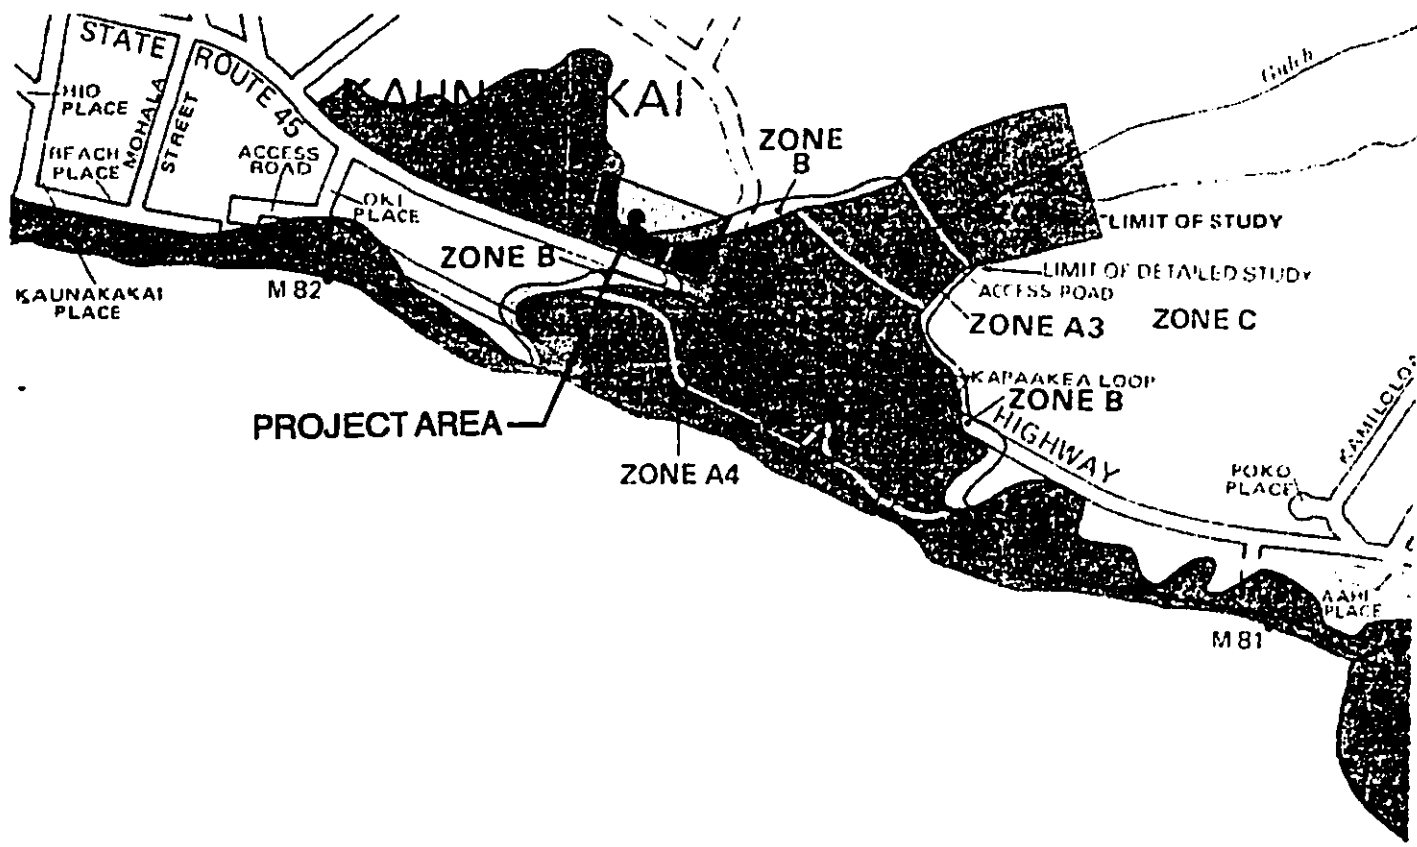 STATE
ROUTE 45
HIO
PLACE
MOHALA
STREET
BEACH
PLACE
ACCESS
ROAD
OKI
PLACE
KAUNAKAKAI
PLACE
M 82
ZONE B
ZONE
B
Gulch
LIMIT OF STUDY
LIMIT OF DETAILED STUDY
ACCESS ROAD
ZONE A3
ZONE C
KAPAAKEA LOOP
ZONE B
HIGHWAY
PROJECT AREA
ZONE A4
POKO
PLACE
PLACE
M 81